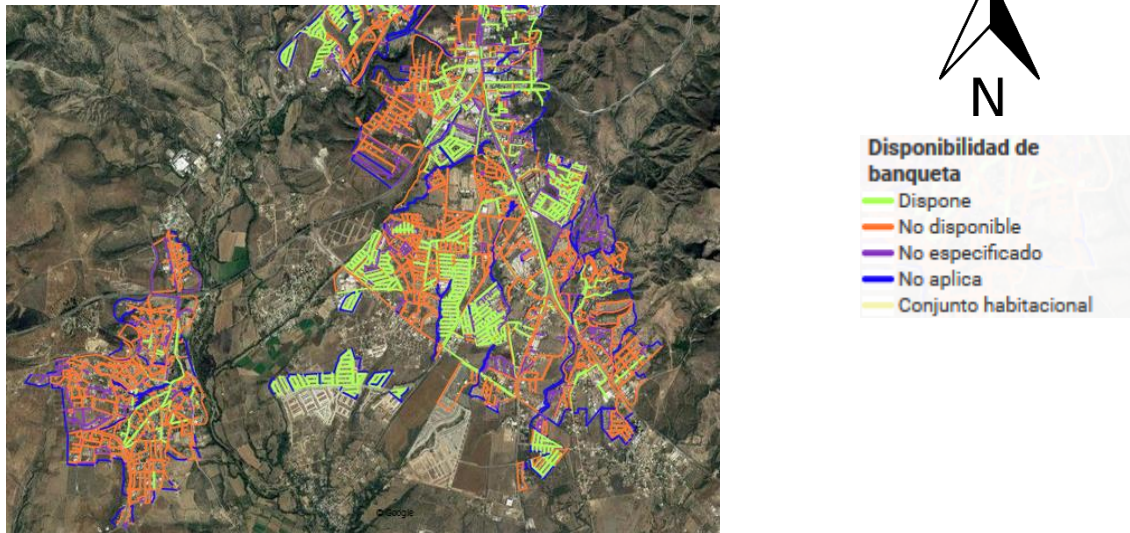 N
Disponibilidad de
banqueta
Dispone
No disponible
No especificado
No aplica
Conjunto habitacional
© Google